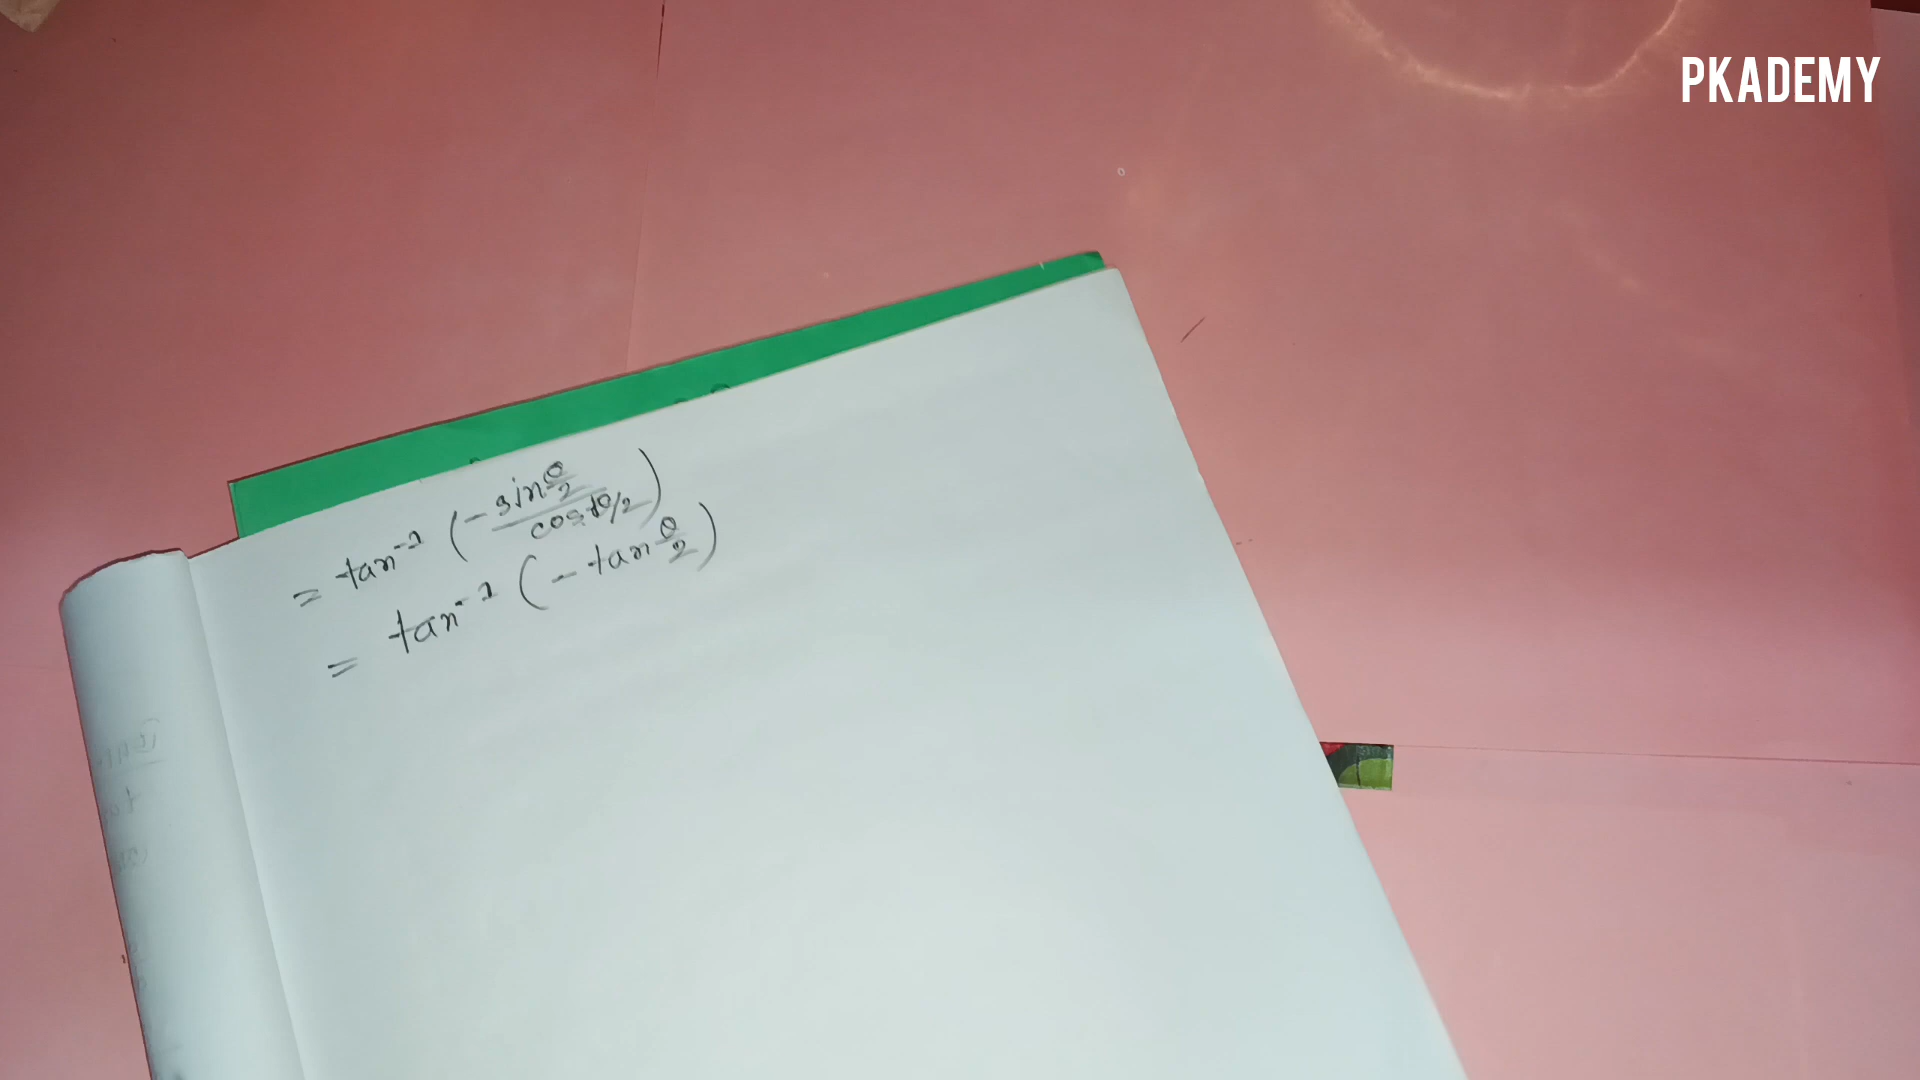 PKADEMY
= tan⁻¹ (- sin θ/2 / cos θ/2)
= tan⁻¹ (- tan θ/2)